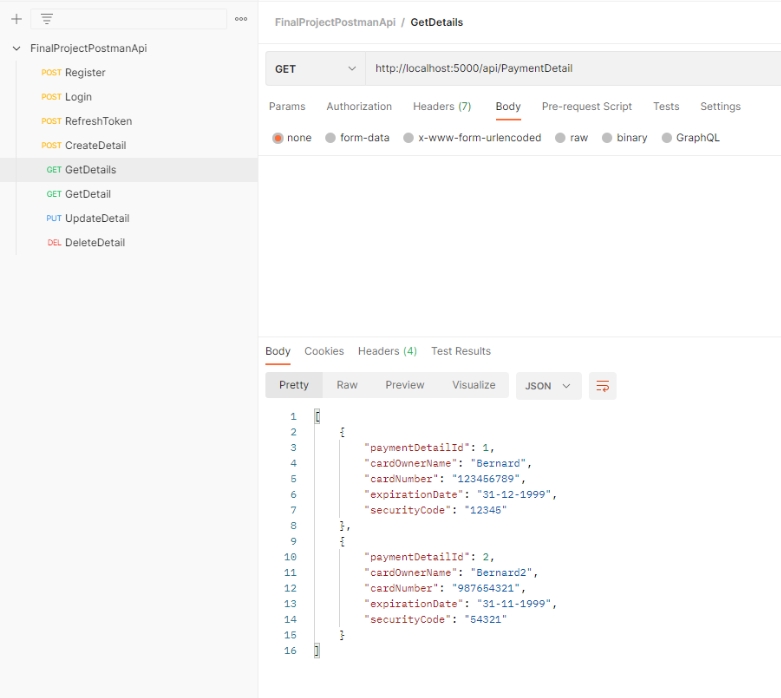 FinalProjectPostmanApi
POST Register
POST Login
POST RefreshToken
POST CreateDetail
GET GetDetails
GET GetDetail
PUT UpdateDetail
DEL DeleteDetail
FinalProjectPostmanApi / GetDetails
GET http://localhost:5000/api/PaymentDetail
Params Authorization Headers (7) Body Pre-request Script Tests Settings
none form-data x-www-form-urlencoded raw binary GraphQL
Body Cookies Headers (4) Test Results
Pretty Raw Preview Visualize JSON
1 [
2 {
3 "paymentDetailId": 1,
4 "cardOwnerName": "Bernard",
5 "cardNumber": "123456789",
6 "expirationDate": "31-12-1999",
7 "securityCode": "12345"
8 },
9 {
10 "paymentDetailId": 2,
11 "cardOwnerName": "Bernard2",
12 "cardNumber": "987654321",
13 "expirationDate": "31-11-1999",
14 "securityCode": "54321"
15 }
16 ]